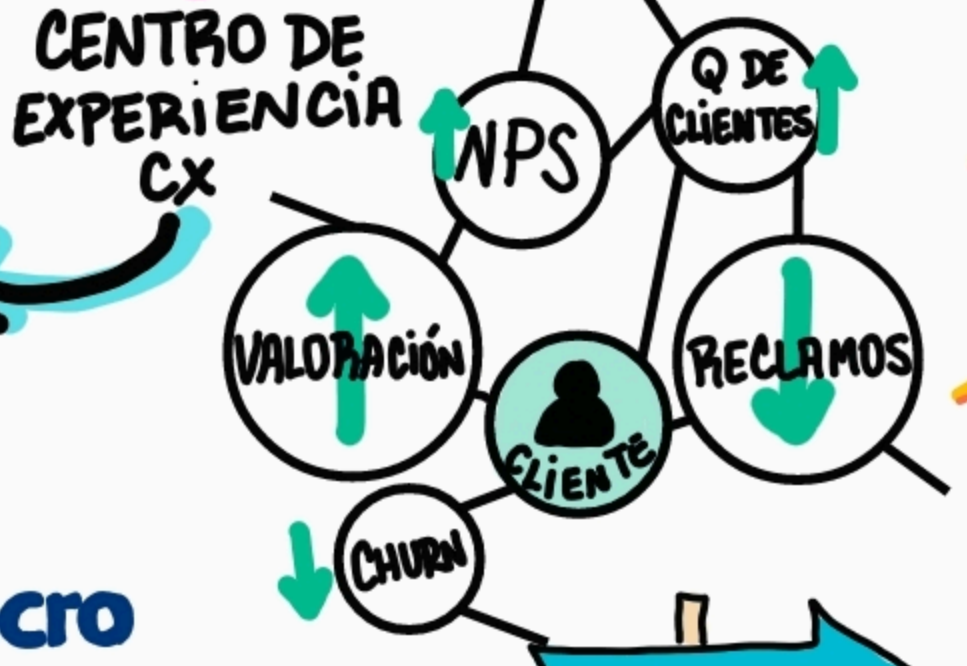 CENTRO DE
EXPERiENCiA
CX
NPS
Q DE
CLiENTES
VALORACión
RECLAMOS
CLiENTE
CHURN
cro